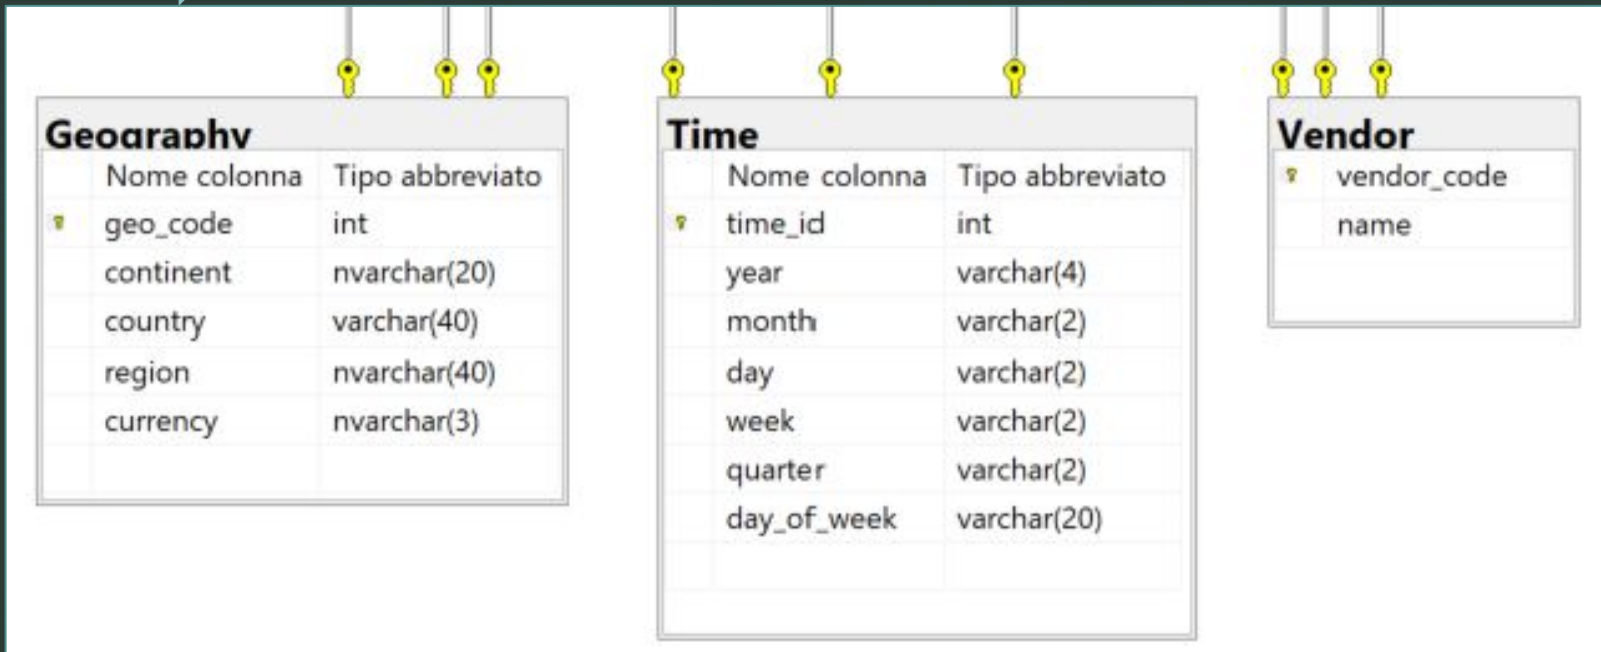 Geography
Nome colonna Tipo abbreviato
geo_code int
continent nvarchar(20)
country varchar(40)
region nvarchar(40)
currency nvarchar(3)
Time
Nome colonna Tipo abbreviato
time_id int
year varchar(4)
month varchar(2)
day varchar(2)
week varchar(2)
quarter varchar(2)
day_of_week varchar(20)
Vendor
vendor_code
name